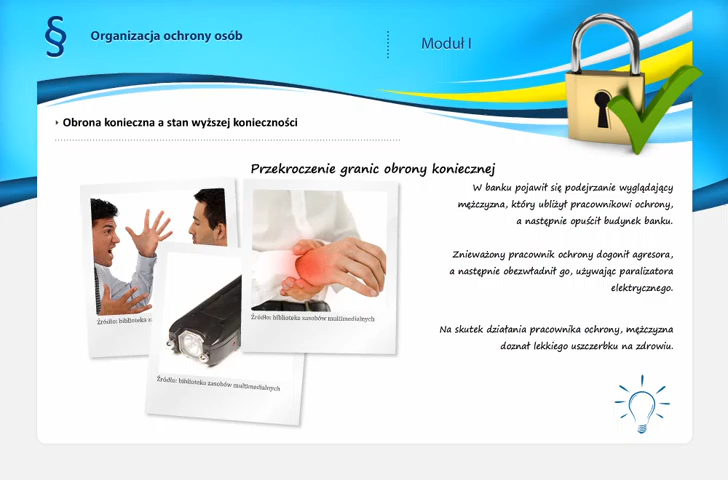 §
Organizacja ochrony osób
Moduł I
Obrona konieczna a stan wyższej konieczności
Przekroczenie granic obrony koniecznej
W banku pojawił się podejrzanie wyglądający
mężczyzna, który ubliżył pracownikowi ochrony,
a następnie opuścił budynek banku.
Znieważony pracownik ochrony dogonił agresora,
a następnie obezwładnił go, używając paralizatora
elektrycznego.
Na skutek działania pracownika ochrony, mężczyzna
doznał lekkiego uszczerbku na zdrowiu.
Źródło: biblioteka
Źródło: biblioteka zasobów multimedialnych
Źródło: biblioteka zasobów multimedialnych